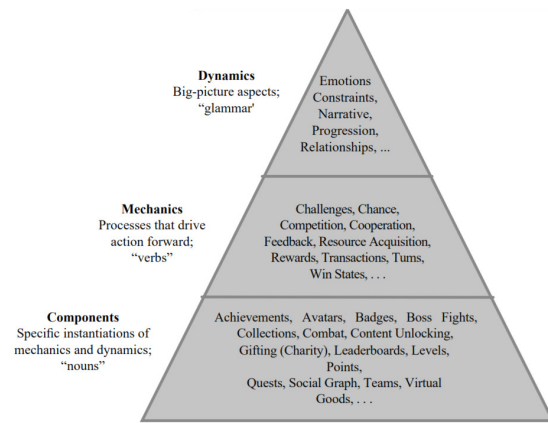 Dynamics
Big-picture aspects;
“glammar'
Emotions
Constraints,
Narrative,
Progression,
Relationships, ...
Mechanics
Processes that drive
action forward;
“verbs”
Challenges, Chance,
Competition, Cooperation,
Feedback, Resource Acquisition,
Rewards, Transactions, Tums,
Win States, . . .
Components
Specific instantiations of
mechanics and dynamics;
“nouns”
Achievements, Avatars, Badges, Boss Fights,
Collections, Combat, Content Unlocking,
Gifting (Charity), Leaderboards, Levels,
Points,
Quests, Social Graph, Teams, Virtual
Goods, . . .